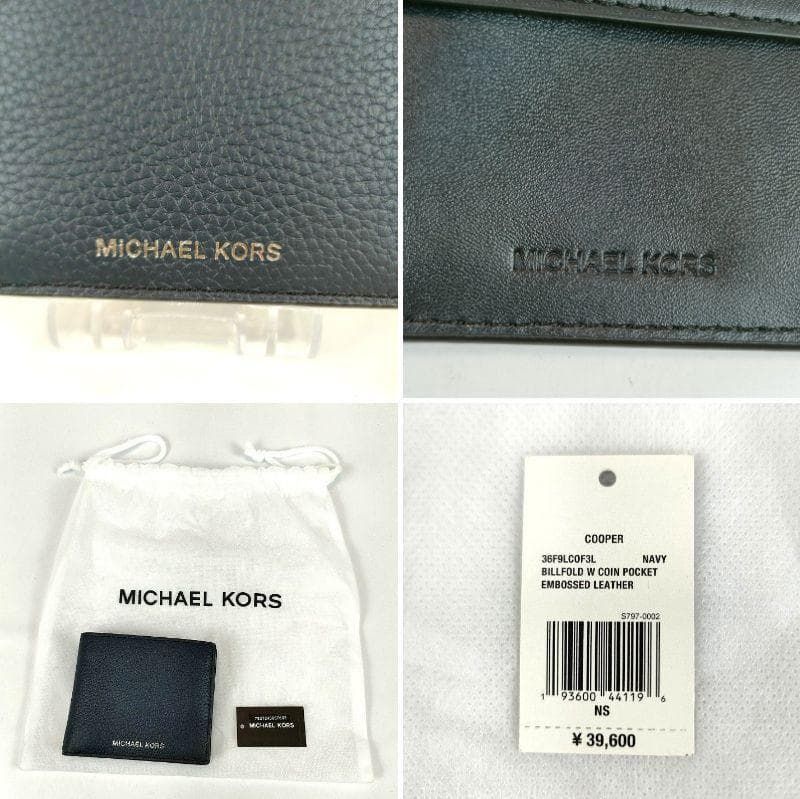 MICHAEL KORS
MICHAEL KORS
MICHAEL KORS
MICHAEL KORS
MICHAEL KORS
COOPER
36F9LCOF3L NAVY
BILLFOLD W COIN POCKET
EMBOSSED LEATHER
S797-0002
1 93600 44119 6
NS
¥ 39,600